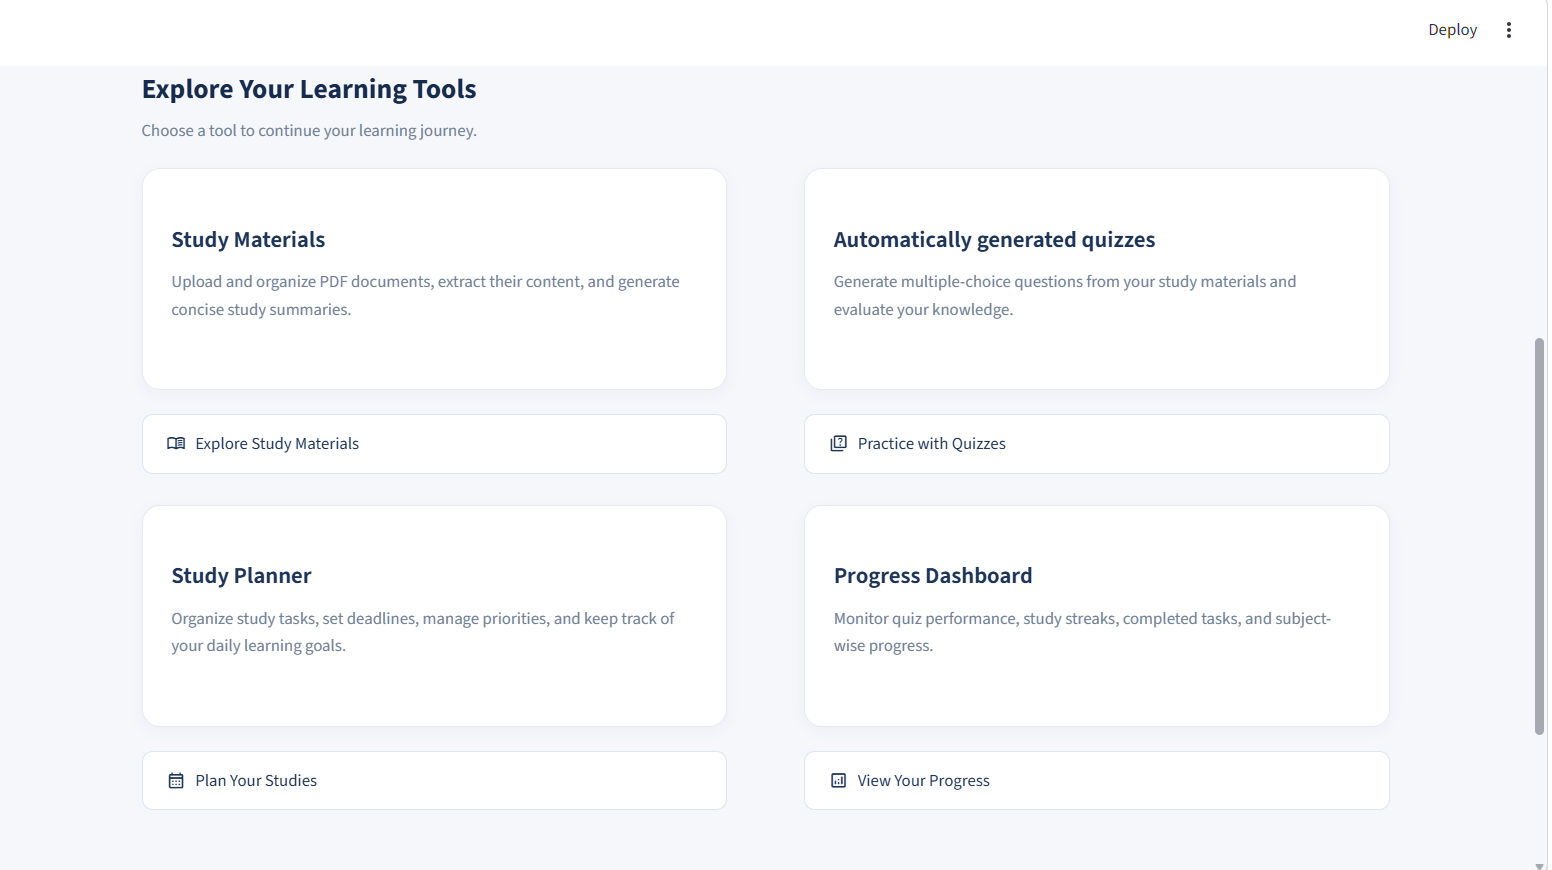 Deploy
Explore Your Learning Tools
Choose a tool to continue your learning journey.
Study Materials
Upload and organize PDF documents, extract their content, and generate
concise study summaries.
Automatically generated quizzes
Generate multiple-choice questions from your study materials and
evaluate your knowledge.
Explore Study Materials
Practice with Quizzes
Study Planner
Organize study tasks, set deadlines, manage priorities, and keep track of
your daily learning goals.
Progress Dashboard
Monitor quiz performance, study streaks, completed tasks, and subject-
wise progress.
Plan Your Studies
View Your Progress